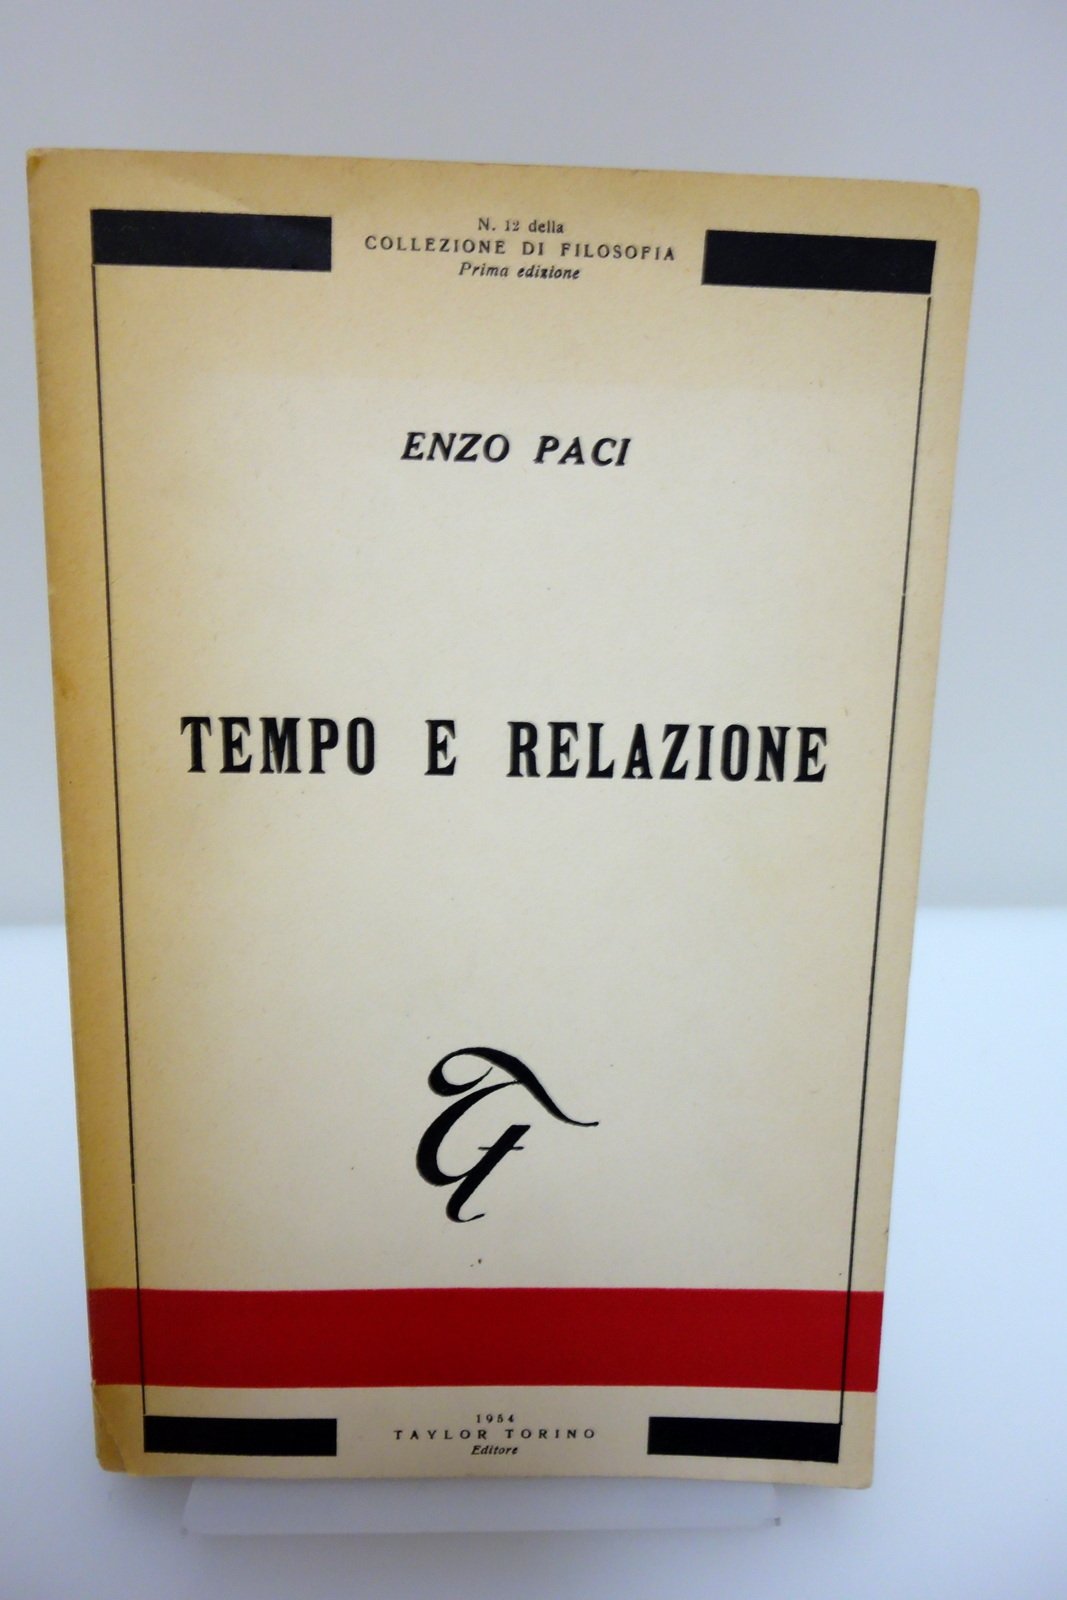 N. 12 della
COLLEZIONE DI FILOSOFIA
Prima edizione
ENZO PACI
TEMPO E RELAZIONE
1954
TAYLOR TORINO
Editore